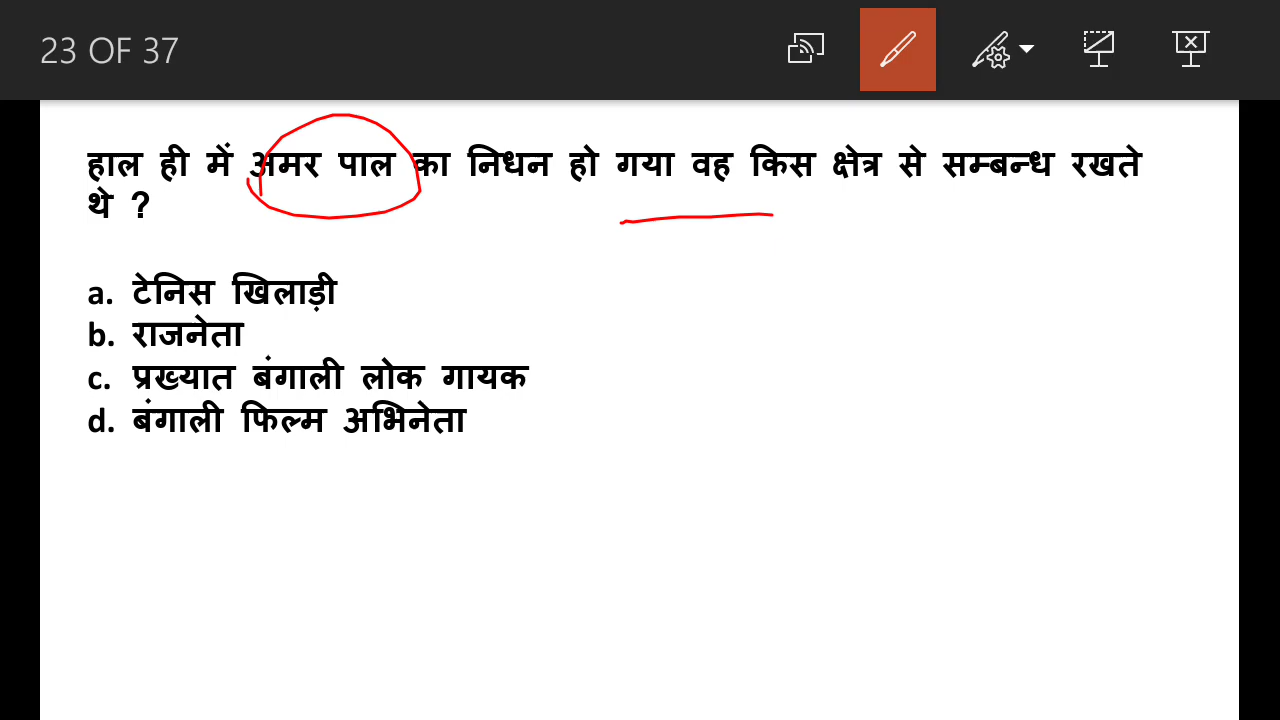 23 OF 37
हाल ही में अमर पाल का निधन हो गया वह किस क्षेत्र से सम्बन्ध रखते
थे ?
a. टेनिस खिलाड़ी
b. राजनेता
c. प्रख्यात बंगाली लोक गायक
d. बंगाली फिल्म अभिनेता